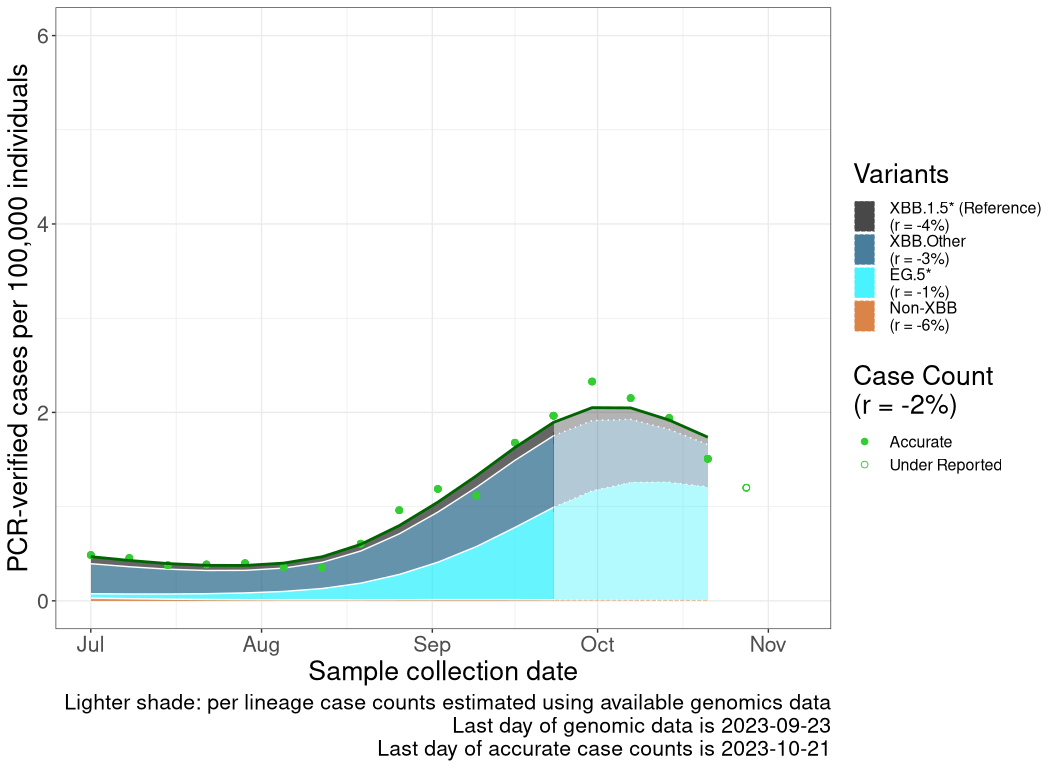 PCR-verified cases per 100,000 individuals
6
4
2
0
Jul Aug Sep Oct Nov
Sample collection date
Lighter shade: per lineage case counts estimated using available genomics data
Last day of genomic data is 2023-09-23
Last day of accurate case counts is 2023-10-21
Variants
XBB.1.5* (Reference)
(r = -4%)
XBB.Other
(r = -3%)
EG.5*
(r = -1%)
Non-XBB
(r = -6%)
Case Count
(r = -2%)
Accurate
Under Reported